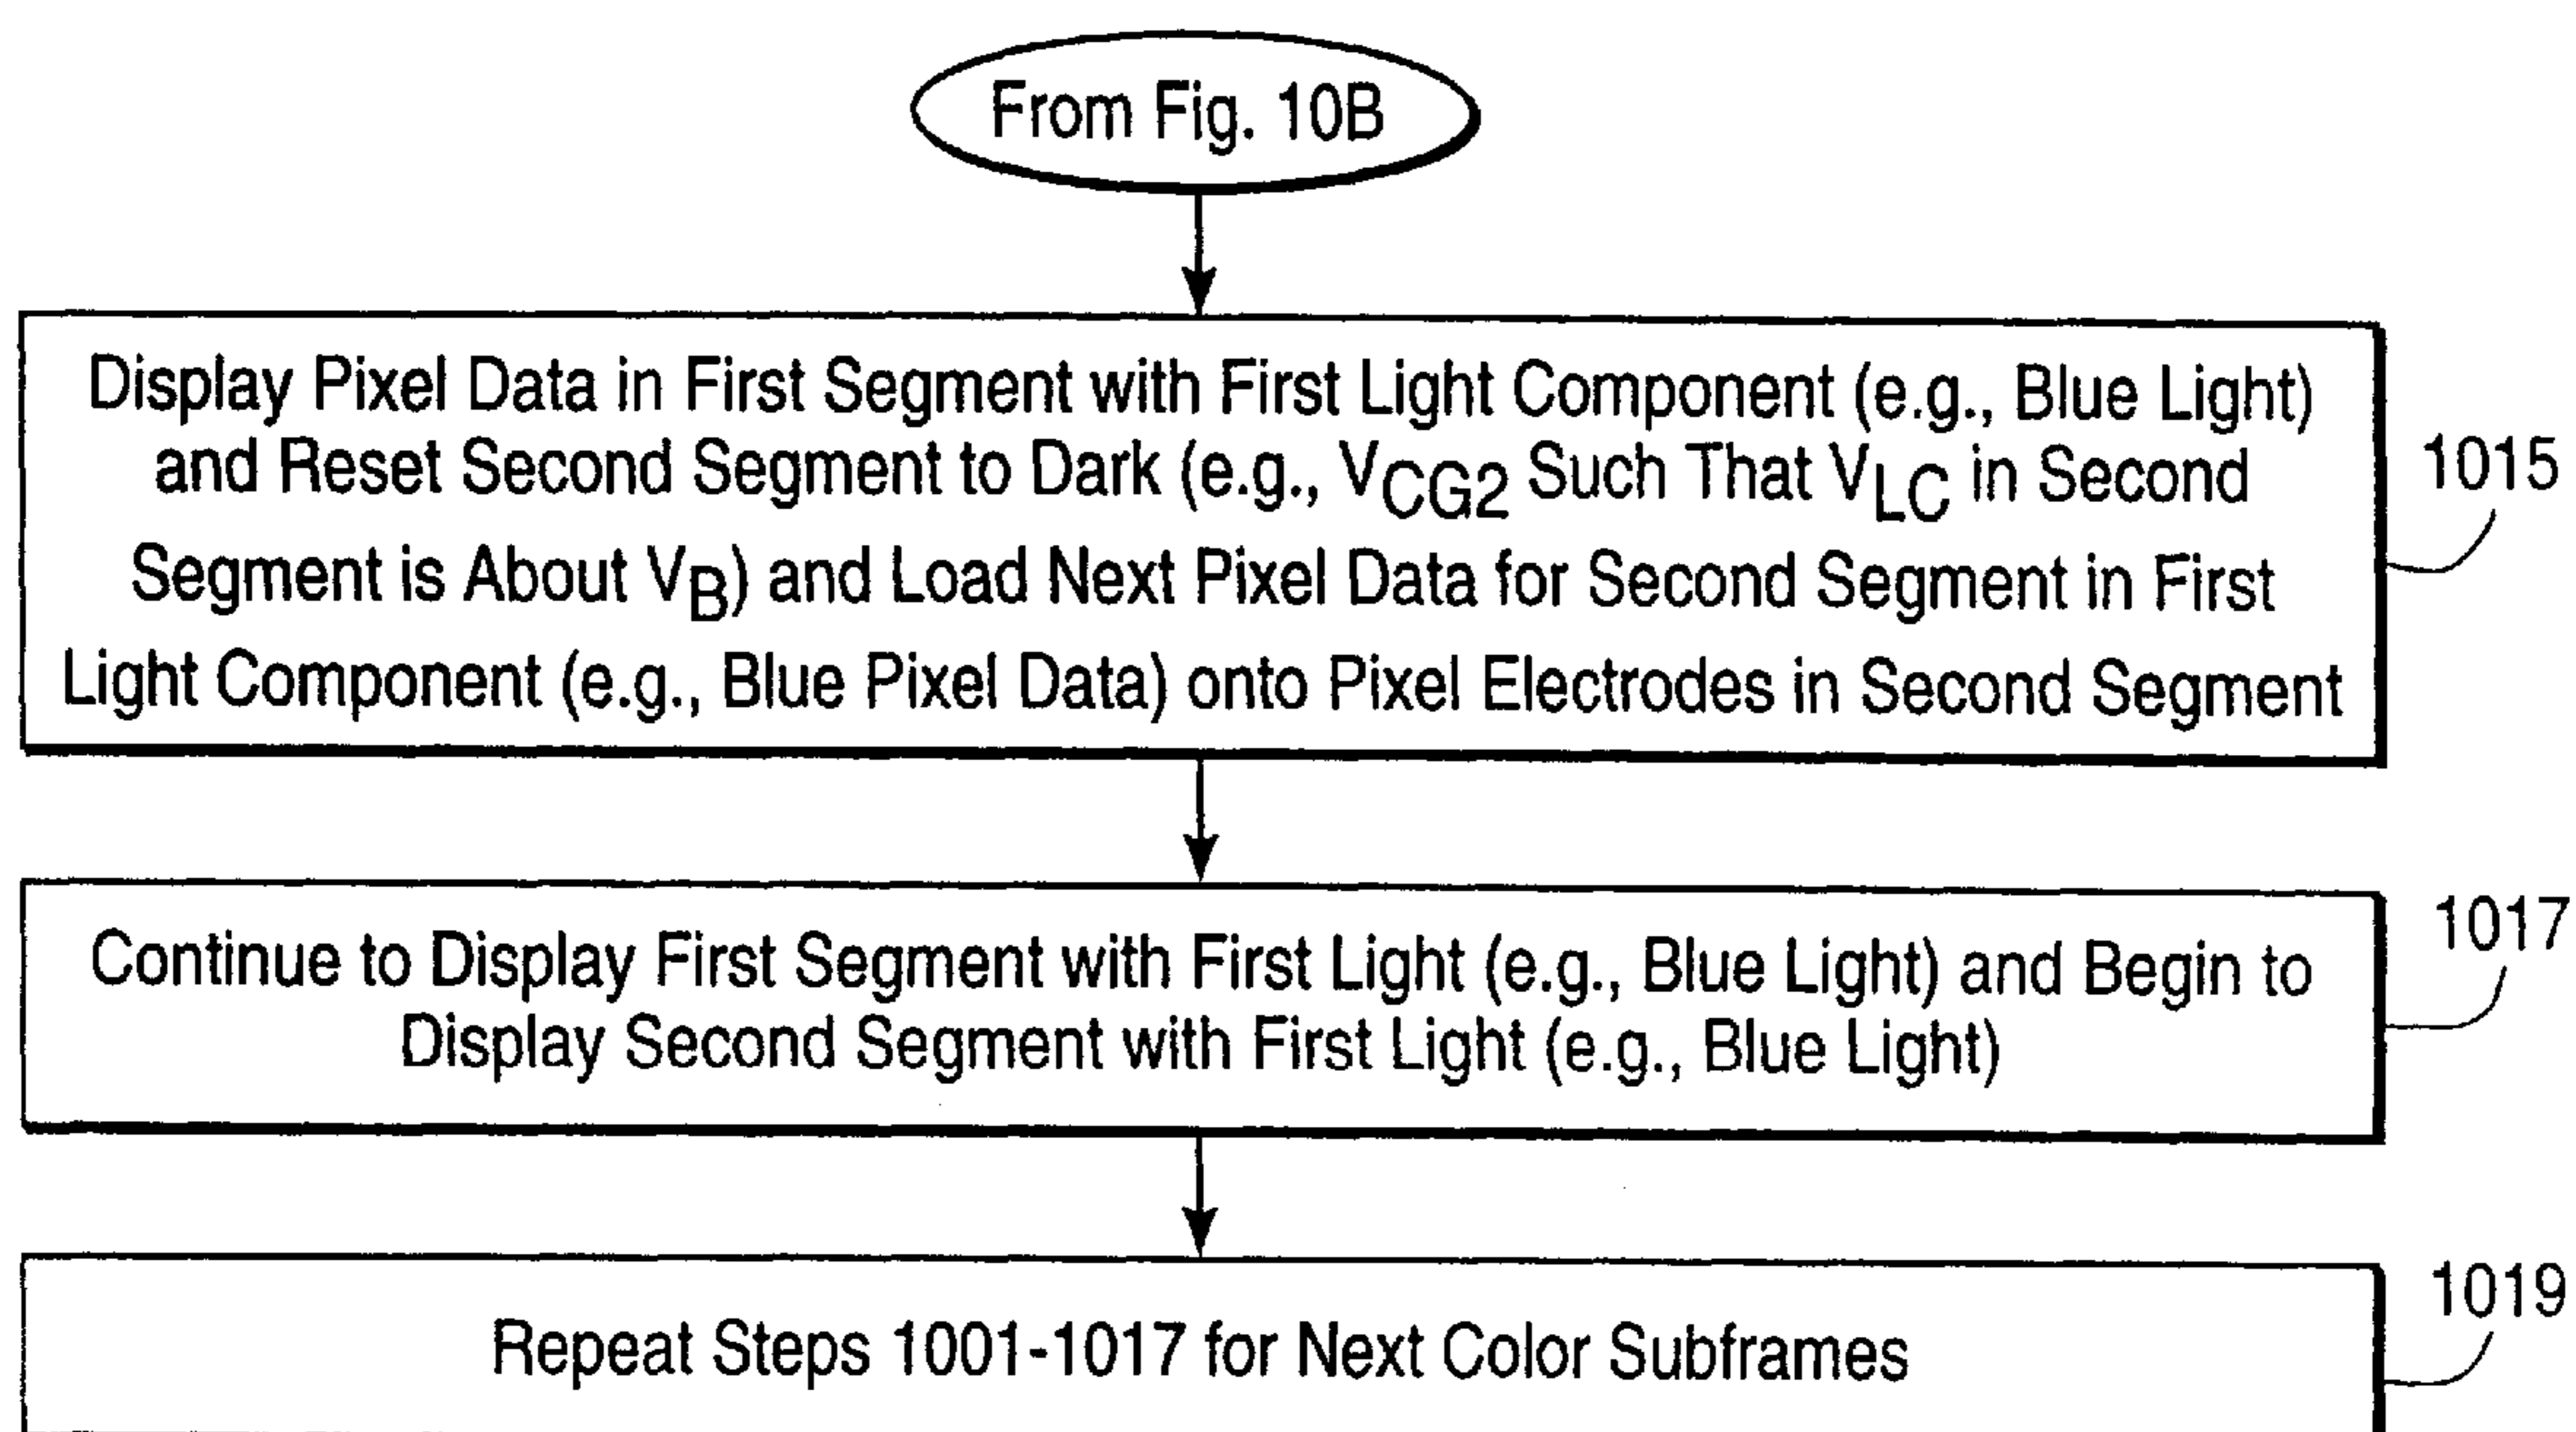 From Fig. 10B
Display Pixel Data in First Segment with First Light Component (e.g., Blue Light)
and Reset Second Segment to Dark (e.g., VCG2 Such That VLC in Second
Segment is About VB) and Load Next Pixel Data for Second Segment in First
Light Component (e.g., Blue Pixel Data) onto Pixel Electrodes in Second Segment
1015
Continue to Display First Segment with First Light (e.g., Blue Light) and Begin to
Display Second Segment with First Light (e.g., Blue Light)
1017
Repeat Steps 1001-1017 for Next Color Subframes
1019